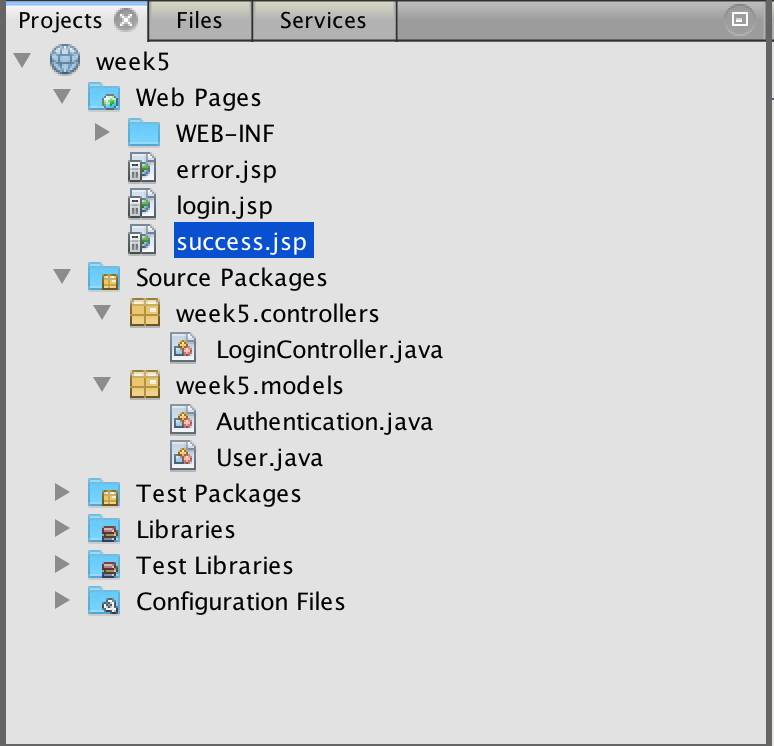 Projects Files Services
week5
Web Pages
WEB-INF
error.jsp
login.jsp
success.jsp
Source Packages
week5.controllers
LoginController.java
week5.models
Authentication.java
User.java
Test Packages
Libraries
Test Libraries
Configuration Files